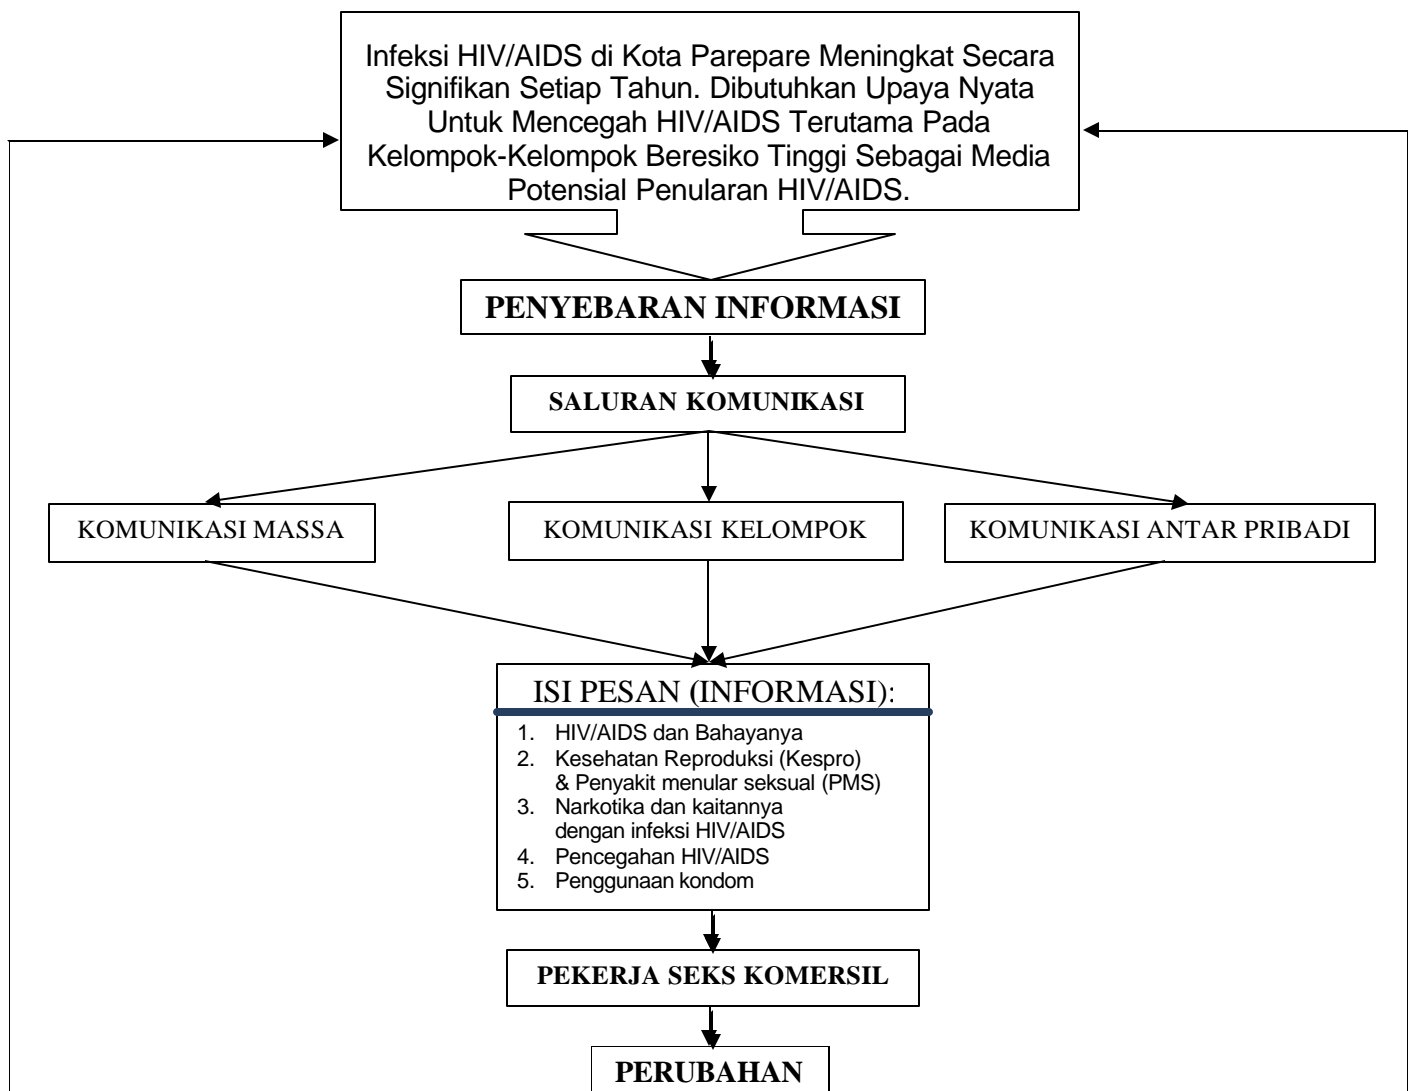 Infeksi HIV/AIDS di Kota Parepare Meningkat Secara
Signifikan Setiap Tahun. Dibutuhkan Upaya Nyata
Untuk Mencegah HIV/AIDS Terutama Pada
Kelompok-Kelompok Beresiko Tinggi Sebagai Media
Potensial Penularan HIV/AIDS.
PENYEBARAN INFORMASI
SALURAN KOMUNIKASI
KOMUNIKASI MASSA
KOMUNIKASI KELOMPOK
KOMUNIKASI ANTAR PRIBADI
ISI PESAN (INFORMASI):
1. HIV/AIDS dan Bahayanya
2. Kesehatan Reproduksi (Kespro)
& Penyakit menular seksual (PMS)
3. Narkotika dan kaitannya
dengan infeksi HIV/AIDS
4. Pencegahan HIV/AIDS
5. Penggunaan kondom
PEKERJA SEKS KOMERSIL
PERUBAHAN